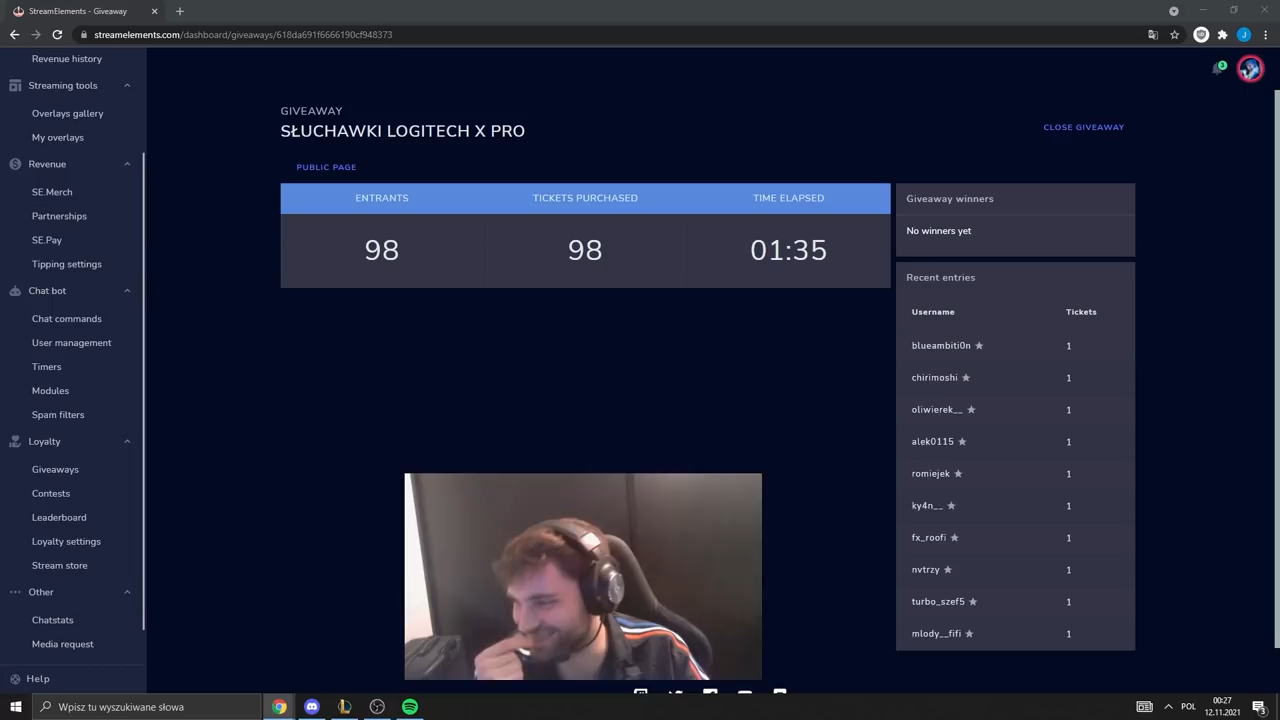 StreamElements - Giveaway
streamelements.com/dashboard/giveaways/618da691f6666190cf948373
J
Revenue history
Streaming tools
Overlays gallery
My overlays
Revenue
SE.Merch
Partnerships
SE.Pay
Tipping settings
Chat bot
Chat commands
User management
Timers
Modules
Spam filters
Loyalty
Giveaways
Contests
Leaderboard
Loyalty settings
Stream store
Other
Chatstats
Media request
Help
3
GIVEAWAY
SŁUCHAWKI LOGITECH X PRO
CLOSE GIVEAWAY
PUBLIC PAGE
ENTRANTS TICKETS PURCHASED TIME ELAPSED
98 98 01:35
Giveaway winners
No winners yet
Recent entries
Username Tickets
blueambiti0n 1
chirimoshi 1
oliwierek__ 1
alek0115 1
romiejek 1
ky4n__ 1
fx_roofi 1
nvtrzy 1
turbo_szef5 1
mlody__fifi 1
Wpisz tu wyszukiwane słowa
POL
00:27
12.11.2021
3